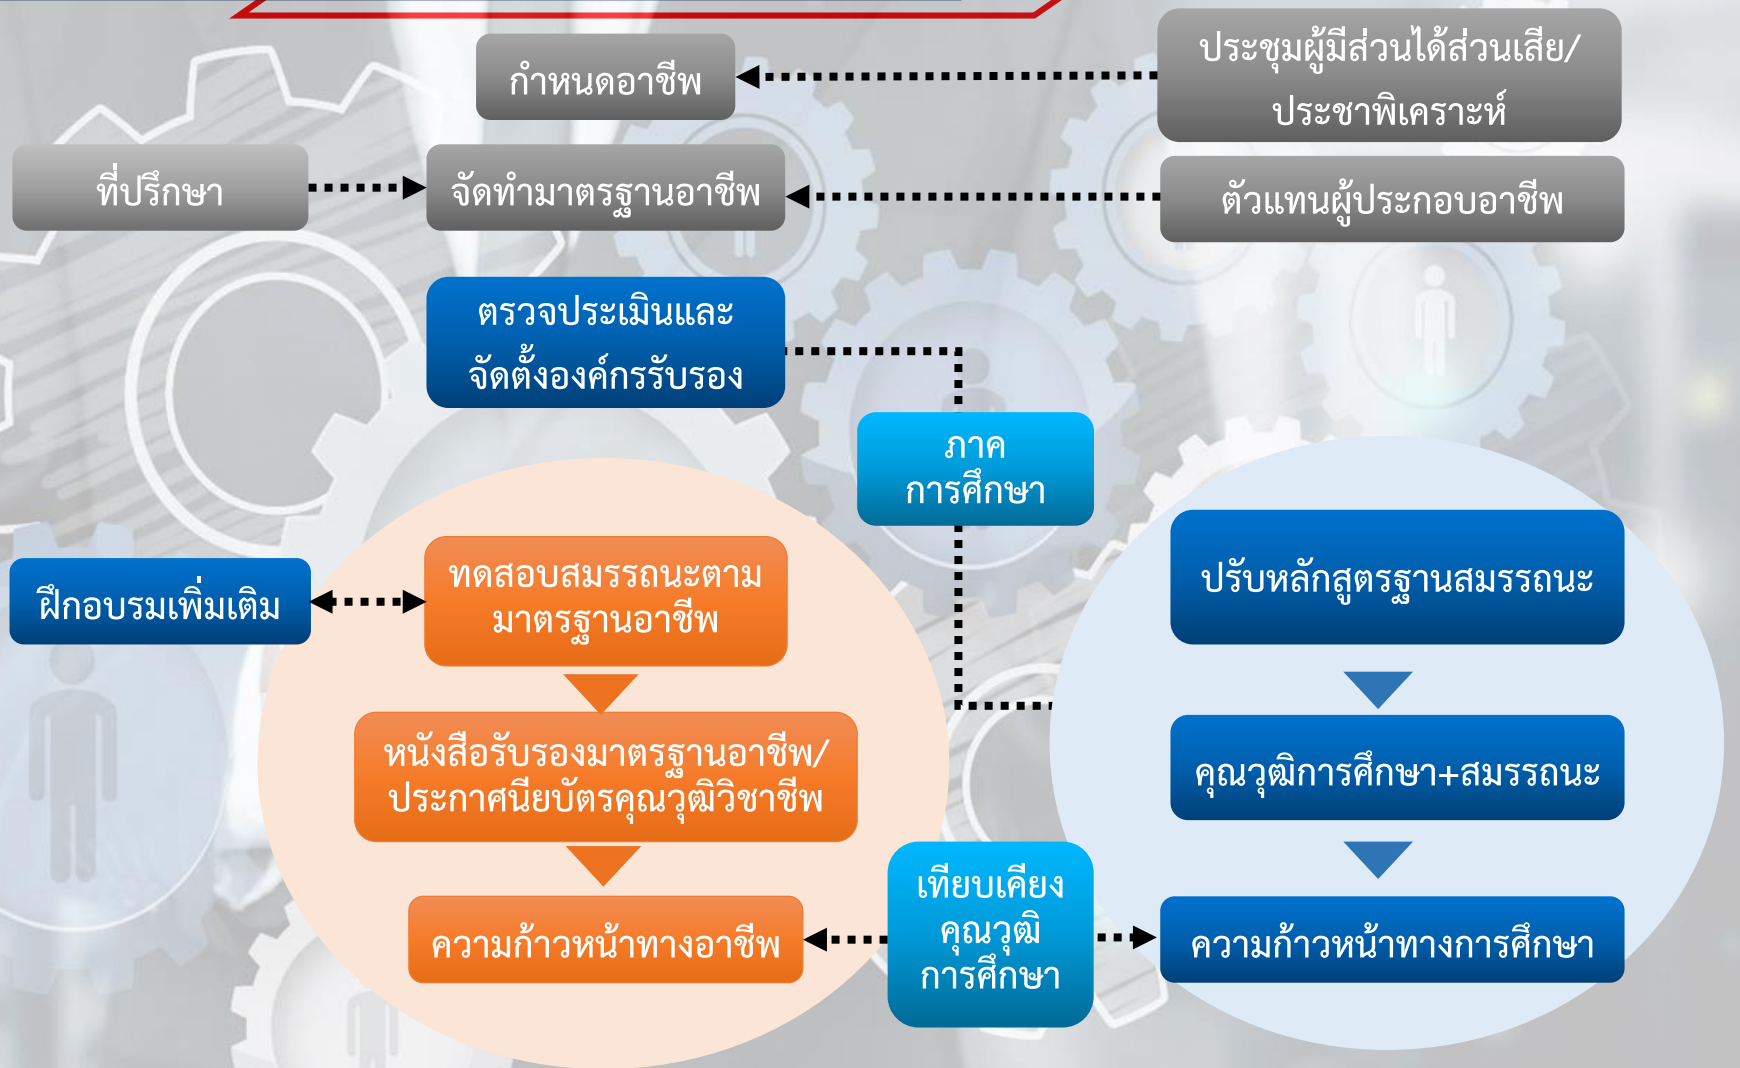 กำหนดอาชีพ
ประชุมผู้มีส่วนได้ส่วนเสีย/
ประชาพิเคราะห์
ที่ปรึกษา
จัดทำมาตรฐานอาชีพ
ตัวแทนผู้ประกอบอาชีพ
ตรวจประเมินและ
จัดตั้งองค์กรรับรอง
ภาค
การศึกษา
ฝึกอบรมเพิ่มเติม
ทดสอบสมรรถนะตาม
มาตรฐานอาชีพ
ปรับหลักสูตรฐานสมรรถนะ
หนังสือรับรองมาตรฐานอาชีพ/
ประกาศนียบัตรคุณวุฒิวิชาชีพ
คุณวุฒิการศึกษา+สมรรถนะ
ความก้าวหน้าทางอาชีพ
เทียบเคียง
คุณวุฒิ
การศึกษา
ความก้าวหน้าทางการศึกษา